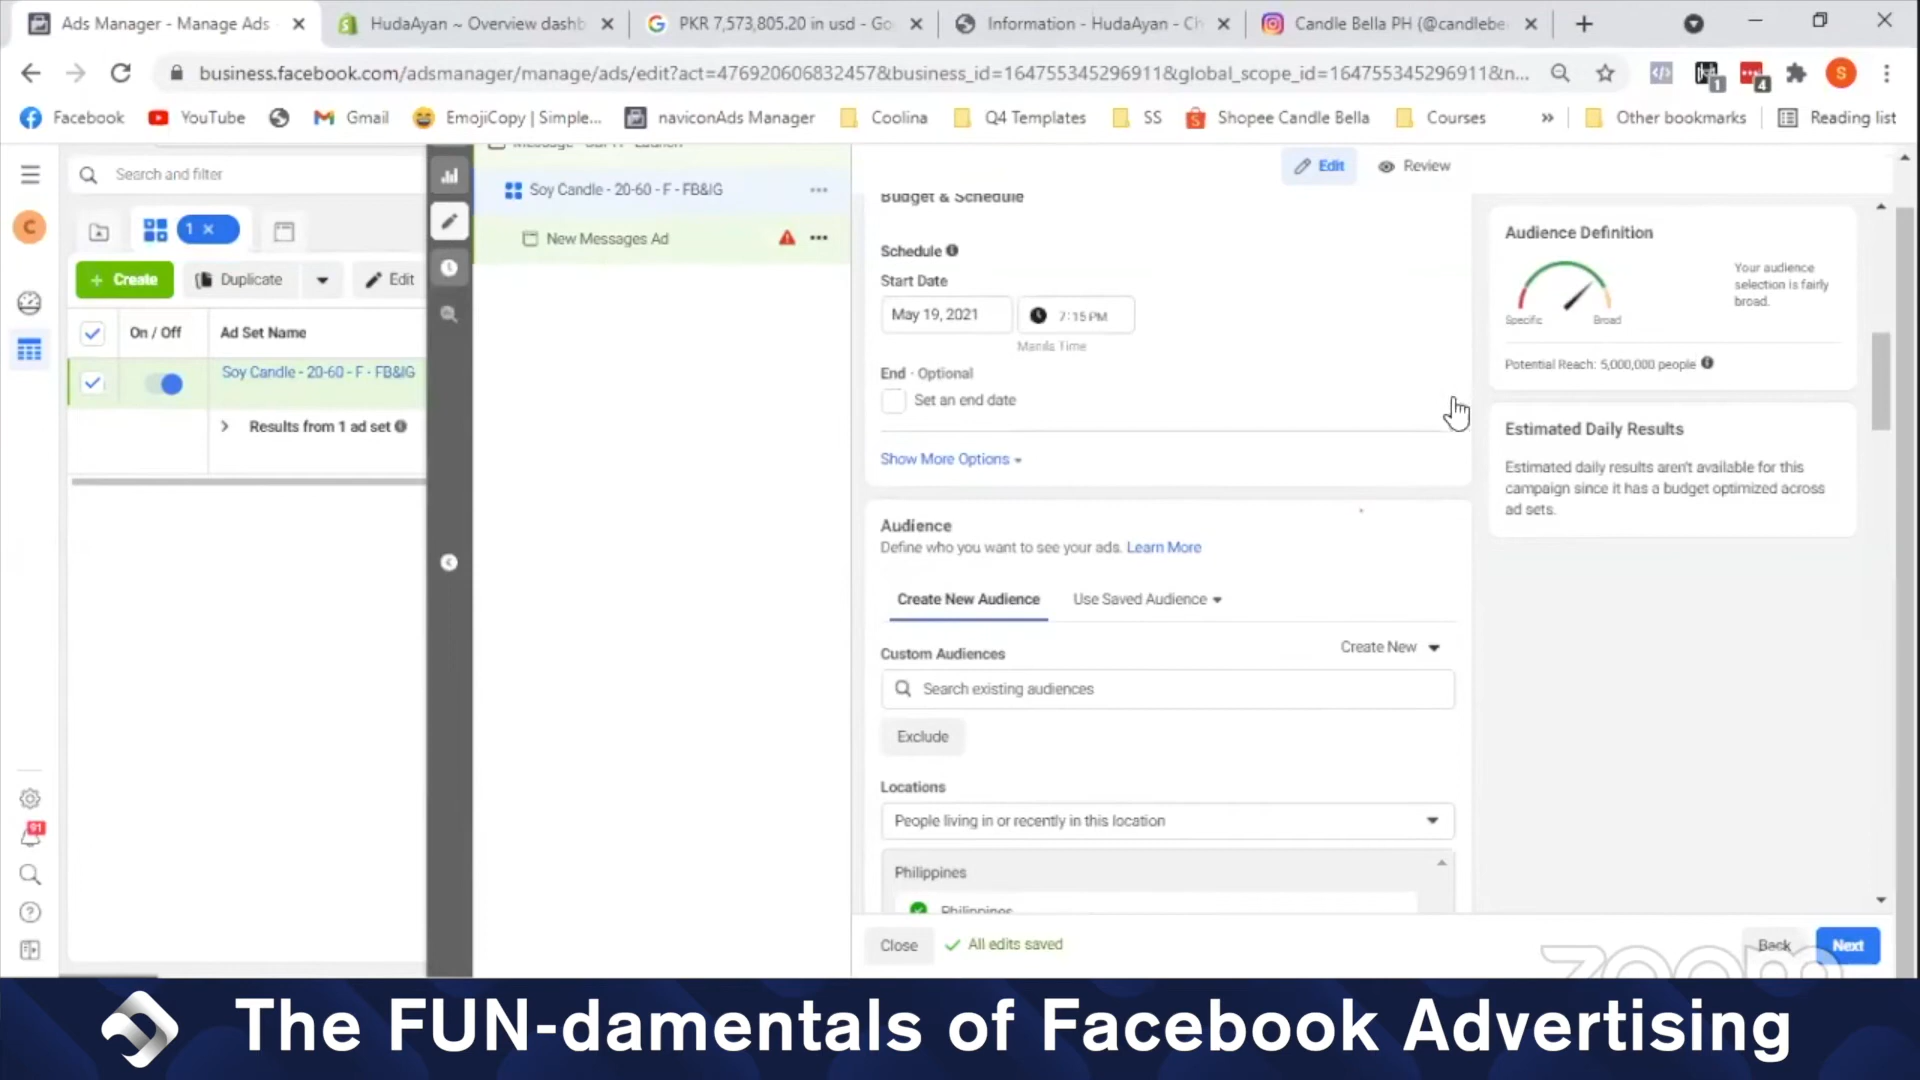 Ads Manager - Manage Ads
HudaAyan ~ Overview dashb
PKR 7,573,805.20 in usd - Go
Information - HudaAyan - Ch
Candle Bella PH (@candlebe
business.facebook.com/adsmanager/manage/ads/edit?act=476920606832457&business_id=164755345296911&global_scope_id=164755345296911&n...
1
4
S
Facebook
YouTube
Gmail
EmojiCopy | Simple...
naviconAds Manager
Coolina
Q4 Templates
SS
Shopee Candle Bella
Courses
»
Other bookmarks
Reading list
C
Search and filter
1 ×
+ Create
Duplicate
Edit
On / Off
Ad Set Name
Soy Candle - 20-60 - F - FB&IG
Results from 1 ad set
91
Soy Candle - 20-60 - F - FB&IG
New Messages Ad
Edit
Review
Budget & Schedule
Schedule
Start Date
May 19, 2021
7:15 PM
Manila Time
End · Optional
Set an end date
Show More Options
Audience
Define who you want to see your ads. Learn More
Create New Audience
Use Saved Audience
Custom Audiences
Create New
Search existing audiences
Exclude
Locations
People living in or recently in this location
Philippines
Philippines
Close
All edits saved
Back
Next
Audience Definition
Specific
Broad
Your audience
selection is fairly
broad.
Potential Reach: 5,000,000 people
Estimated Daily Results
Estimated daily results aren't available for this
campaign since it has a budget optimized across
ad sets.
zoom
The FUN-damentals of Facebook Advertising